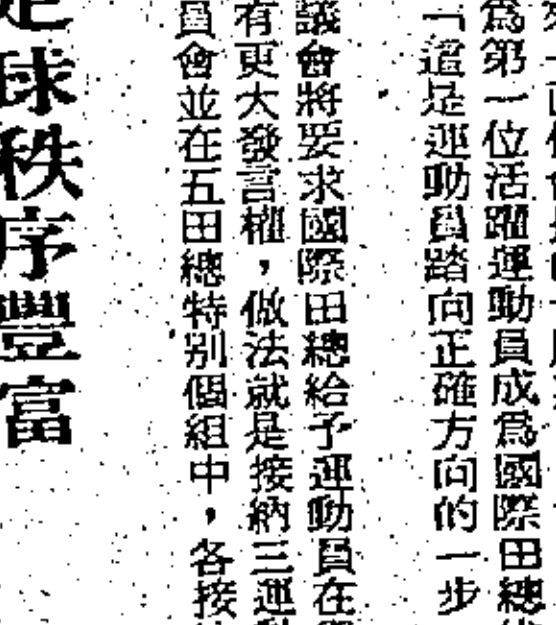 爲第一位活躍運動員成爲國際田總
「這是運動員踏向正確方向的一步
議會將要求國際田總給予運動員在
有更大發言權，做法就是接納三運
員會並在五田總特别個組中，各接
足球秩序豐富